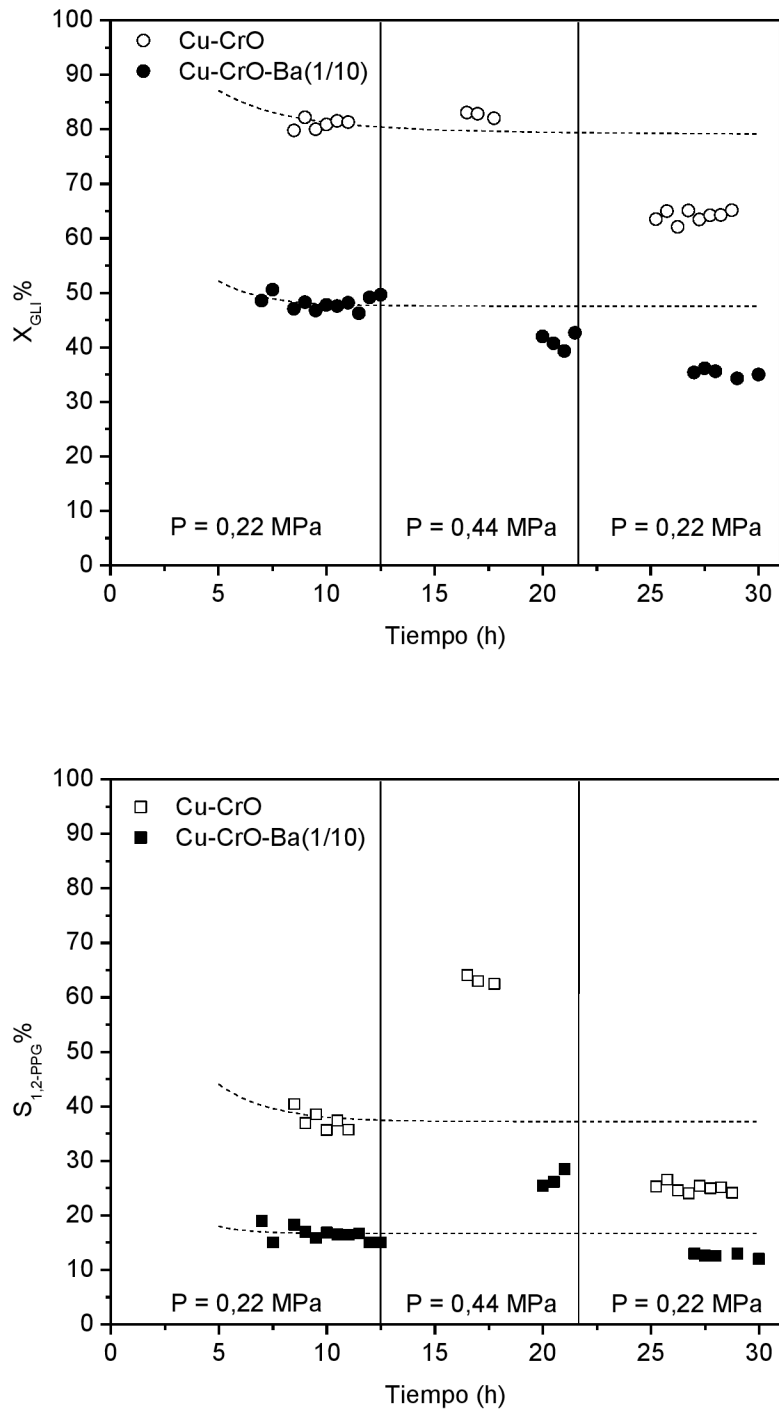 100
90
80
70
60
50
40
30
20
10
0
X_GLI%
Cu-CrO
Cu-CrO-Ba(1/10)
P = 0,22 MPa P = 0,44 MPa P = 0,22 MPa
0 5 10 15 20 25 30
Tiempo (h)
100
90
80
70
60
50
40
30
20
10
0
S_1,2-PPG%
Cu-CrO
Cu-CrO-Ba(1/10)
P = 0,22 MPa P = 0,44 MPa P = 0,22 MPa
0 5 10 15 20 25 30
Tiempo (h)